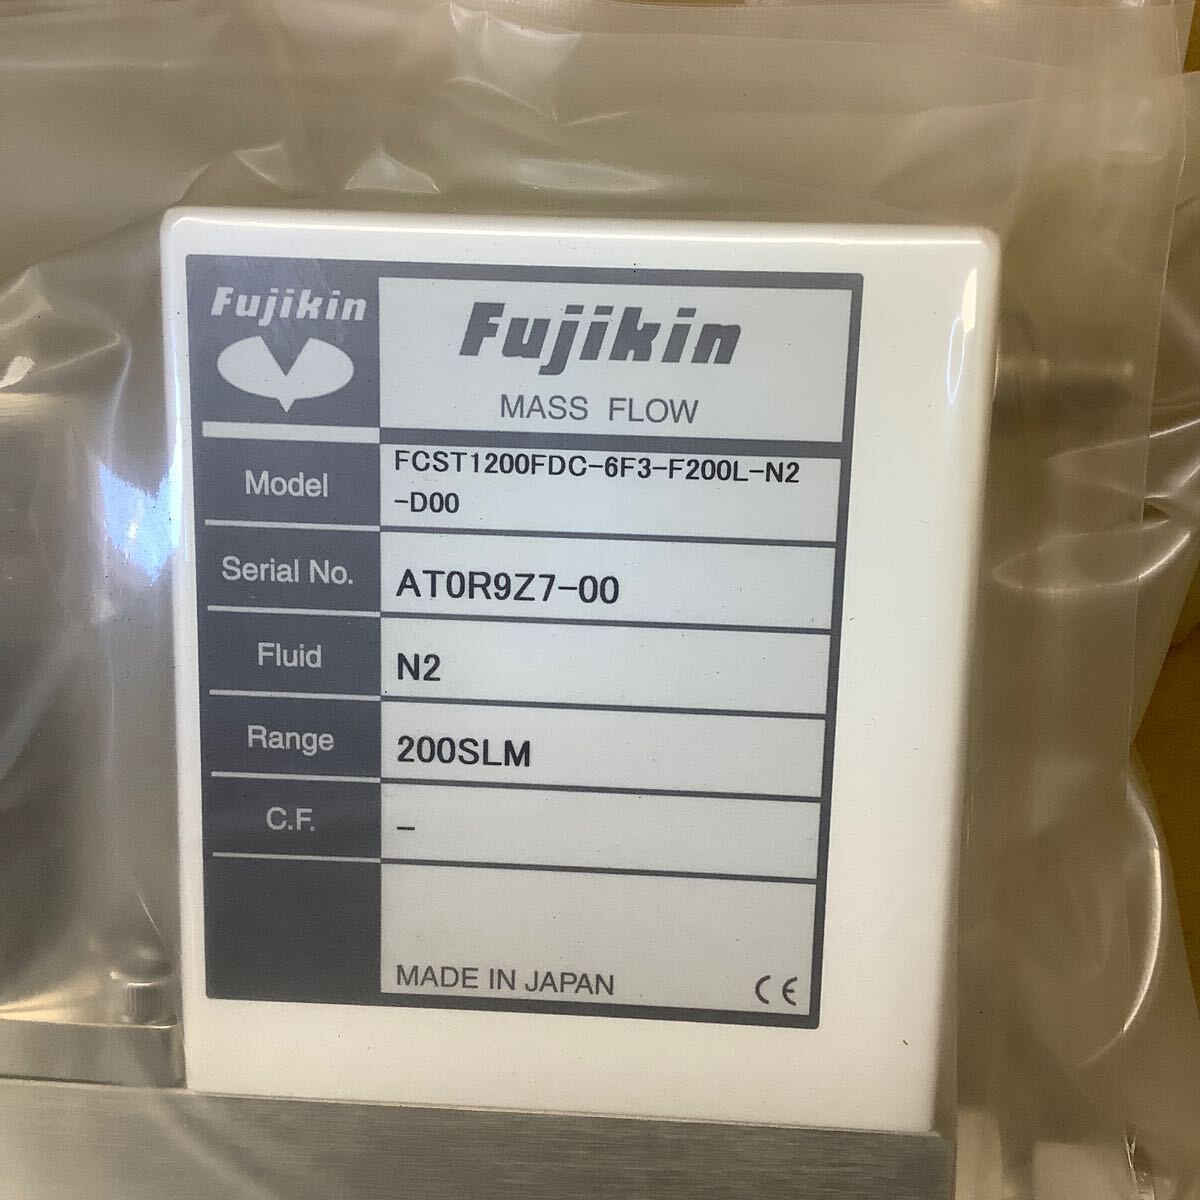 Fujikin
Fujikin
MASS FLOW
Model
FCST1200FDC-6F3-F200L-N2
-D00
Serial No.
AT0R9Z7-00
Fluid
N2
Range
200SLM
C.F.
-
MADE IN JAPAN
CE